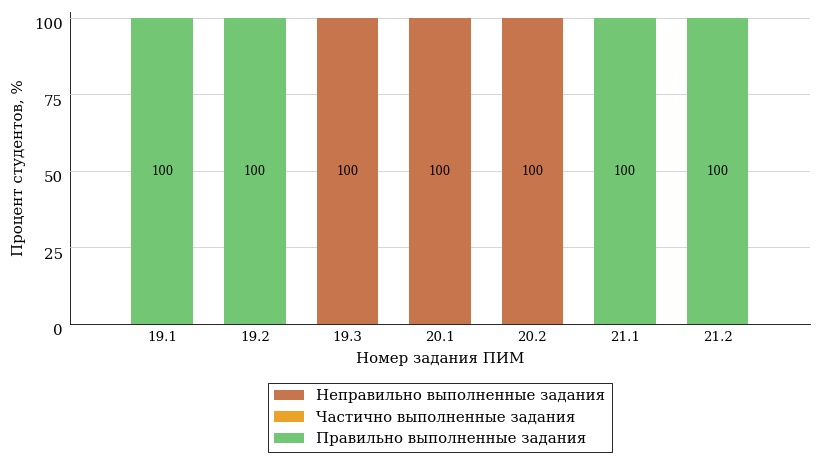 100
75
50
25
0
Процент студентов, %
100 100 100 100 100 100 100
19.1 19.2 19.3 20.1 20.2 21.1 21.2
Номер задания ПИМ
Неправильно выполненные задания
Частично выполненные задания
Правильно выполненные задания